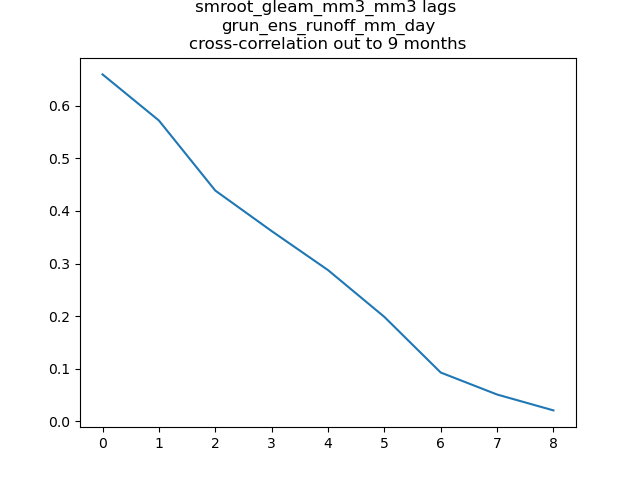 smroot_gleam_mm3_mm3 lags
grun_ens_runoff_mm_day
cross-correlation out to 9 months
0.6
0.5
0.4
0.3
0.2
0.1
0.0
0 1 2 3 4 5 6 7 8